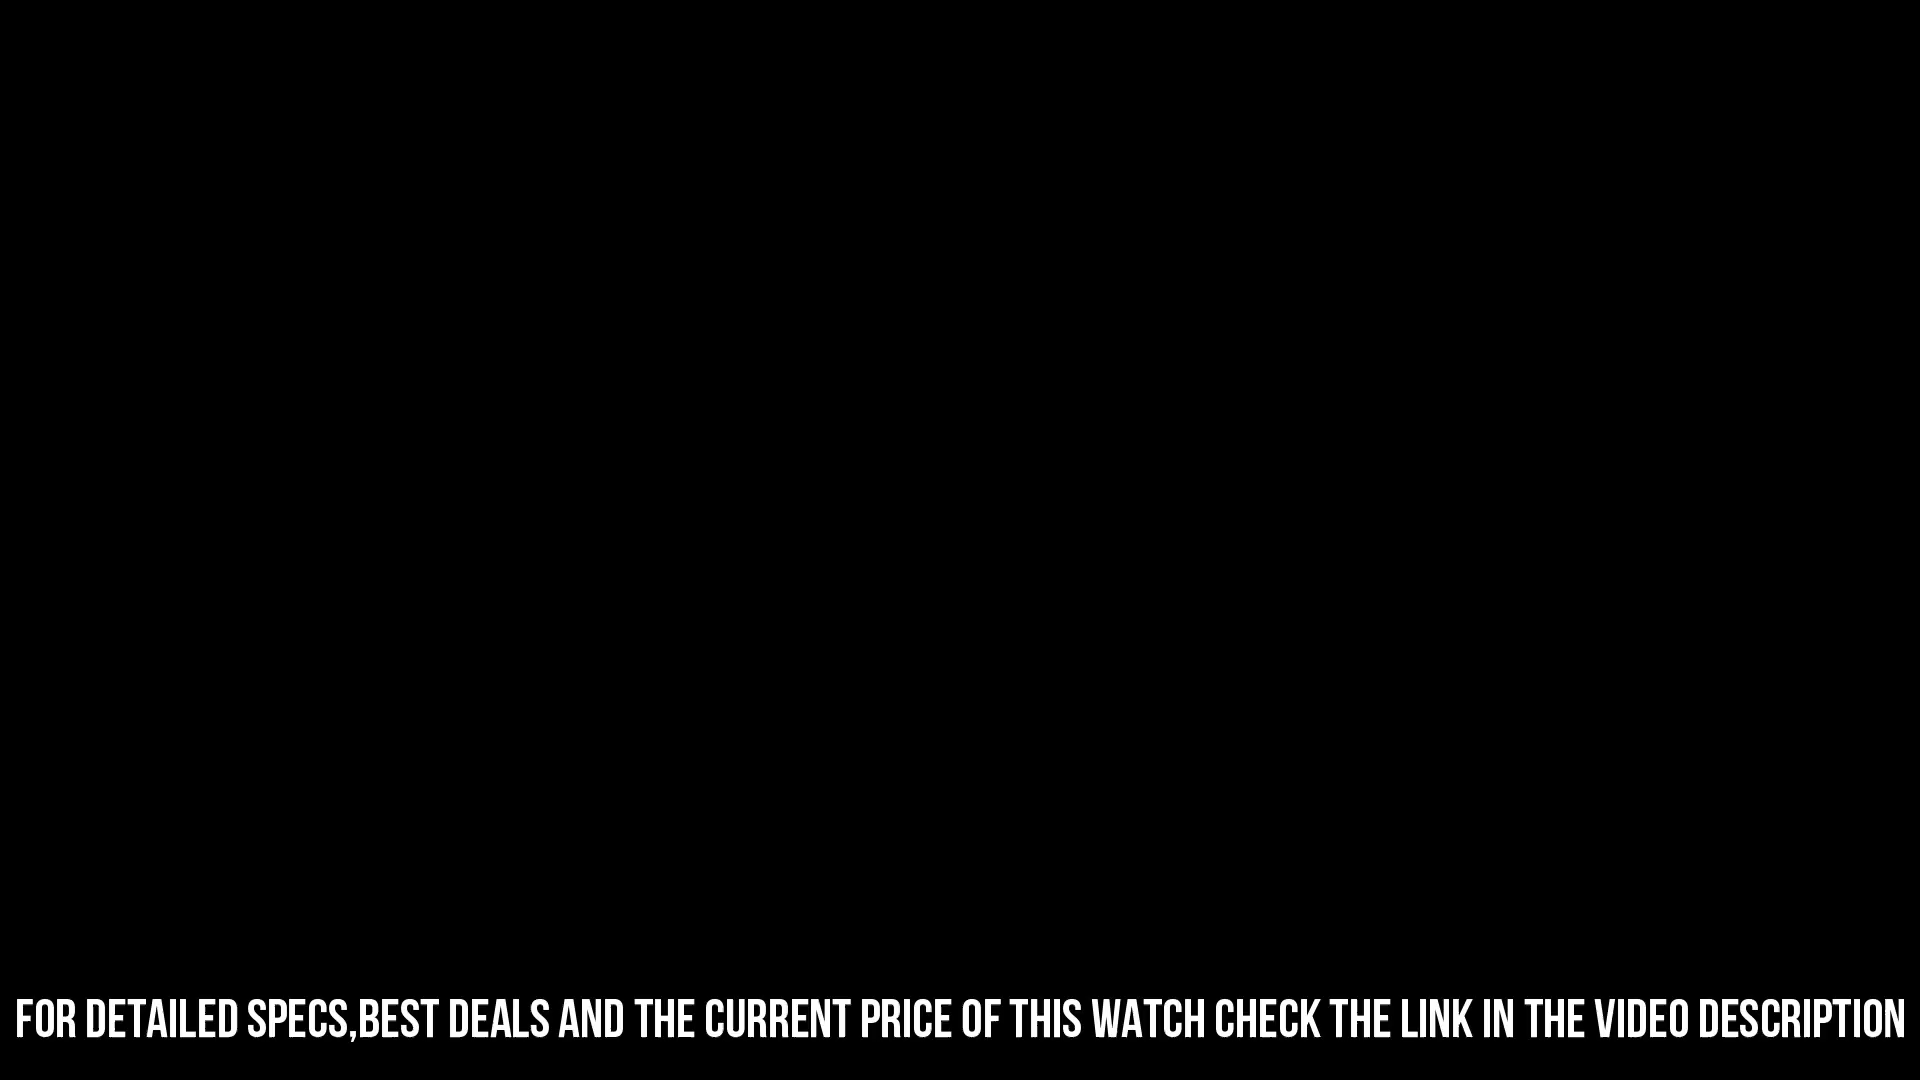 FOR DETAILED SPECS,BEST DEALS AND THE CURRENT PRICE OF THIS WATCH CHECK THE LINK IN THE VIDEO DESCRIPTION